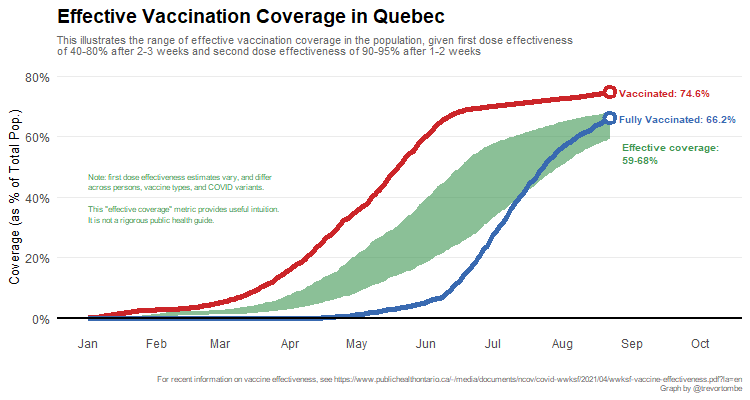 Effective Vaccination Coverage in Quebec
This illustrates the range of effective vaccination coverage in the population, given first dose effectiveness
of 40-80% after 2-3 weeks and second dose effectiveness of 90-95% after 1-2 weeks
Coverage (as % of Total Pop.)
80%
60%
40%
20%
0%
Vaccinated: 74.6%
Fully Vaccinated: 66.2%
Effective coverage:
59-68%
Note: first dose effectiveness estimates vary, and differ
across persons, vaccine types, and COVID variants.
This "effective coverage" metric provides useful intuition.
It is not a rigorous public health guide.
Jan Feb Mar Apr May Jun Jul Aug Sep Oct
For recent information on vaccine effectiveness, see https://www.publichealthontario.ca/-/media/documents/ncov/covid-wwksf/2021/04/wwksf-vaccine-effectiveness.pdf?la=en
Graph by @trevortombe